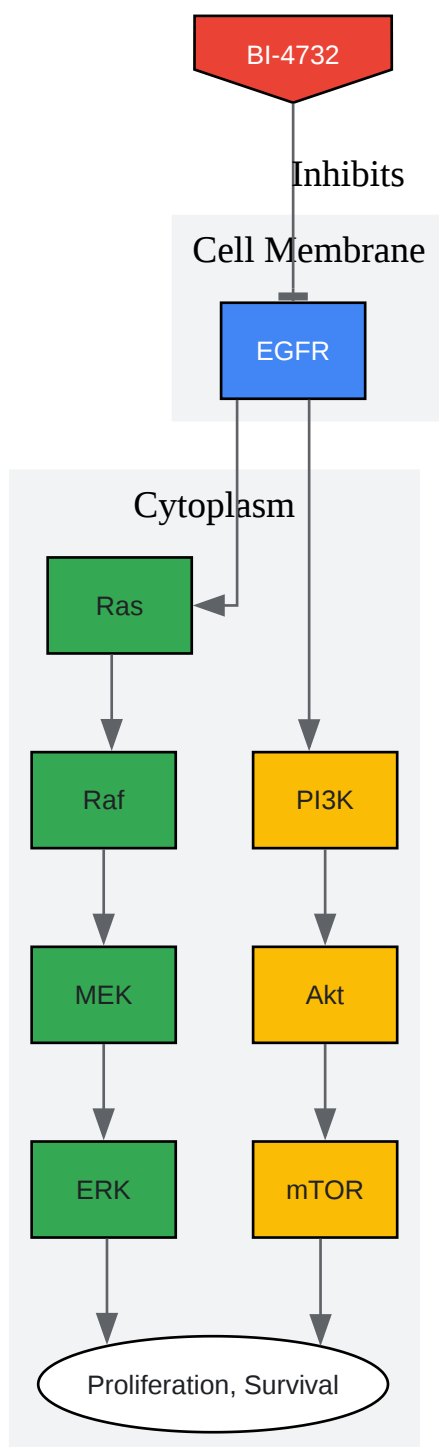 BI-4732
Inhibits
Cell Membrane
EGFR
Cytoplasm
Ras
Raf
PI3K
MEK
Akt
ERK
mTOR
Proliferation, Survival